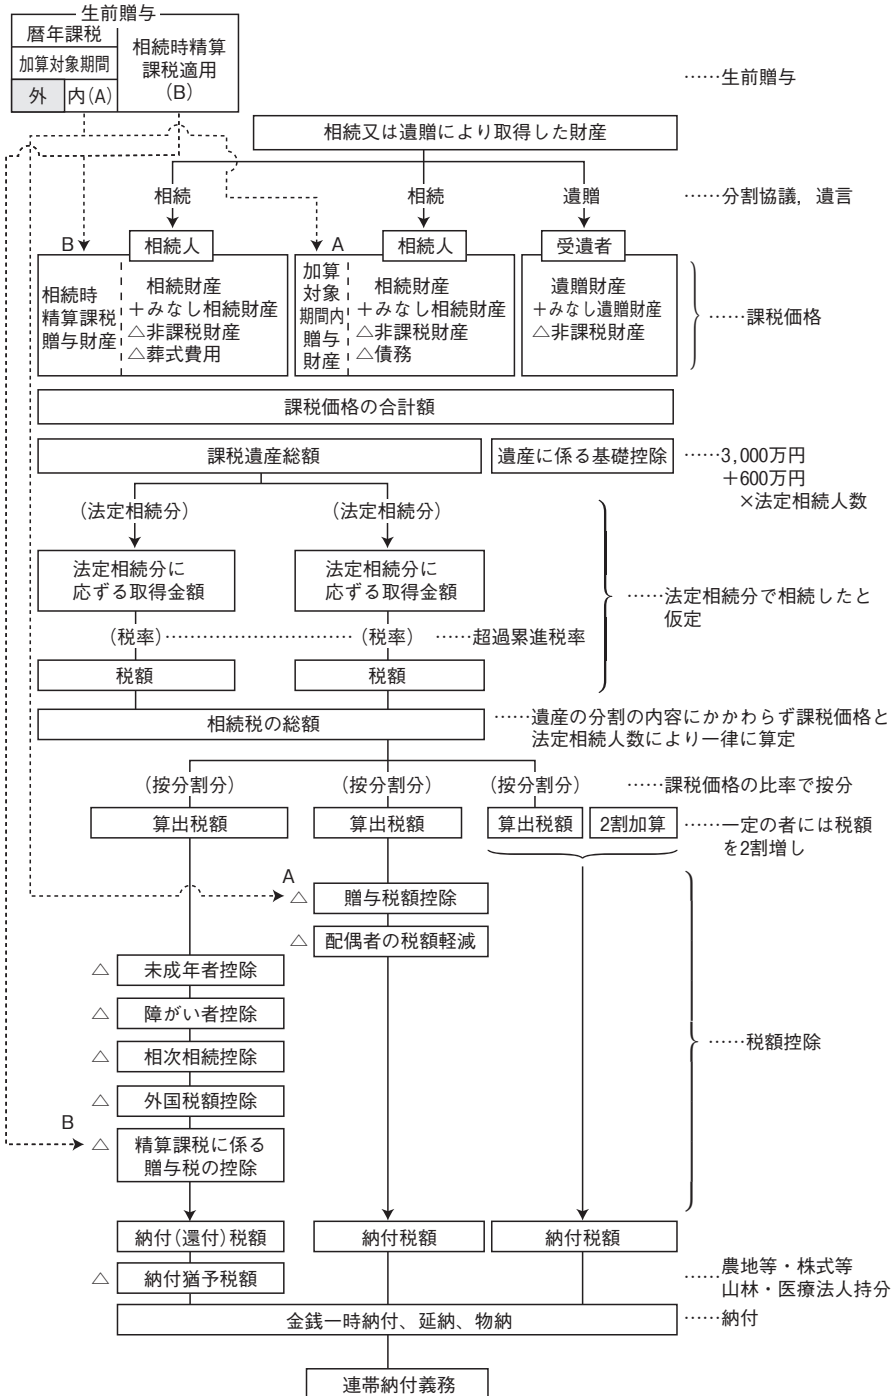 生前贈与
暦年課税
加算対象期間
外
内(A)
相続時精算
課税適用
(B)
……生前贈与
相続又は遺贈により取得した財産
相続
相続
遺贈
……分割協議,遺言
B
相続人
A
相続人
受遺者
相続時
精算課税
贈与財産
相続財産
＋みなし相続財産
△非課税財産
△葬式費用
加算
対象
期間内
贈与
財産
相続財産
＋みなし相続財産
△非課税財産
△債務
遺贈財産
＋みなし遺贈財産
△非課税財産
……課税価格
課税価格の合計額
課税遺産総額
遺産に係る基礎控除
……3,000万円
＋600万円
×法定相続人数
(法定相続分)
(法定相続分)
法定相続分に
応ずる取得金額
法定相続分に
応ずる取得金額
……法定相続分で相続したと
仮定
(税率)……………………(税率) ……超過累進税率
税額
税額
相続税の総額
……遺産の分割の内容にかかわらず課税価格と
法定相続人数により一律に算定
(按分割分)
(按分割分)
(按分割分)
……課税価格の比率で按分
算出税額
算出税額
算出税額
2割加算
……一定の者には税額
を2割増し
A
△
贈与税額控除
△
配偶者の税額軽減
△
未成年者控除
△
障がい者控除
△
相次相続控除
△
外国税額控除
B
△
精算課税に係る
贈与税の控除
……税額控除
納付(還付)税額
納付税額
納付税額
△
納付猶予税額
……農地等・株式等
山林・医療法人持分
金銭一時納付、延納、物納
……納付
連帯納付義務